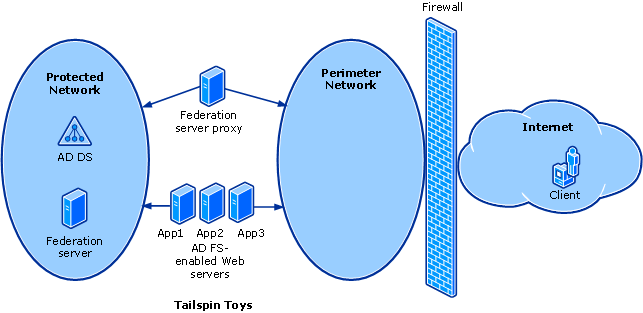 Firewall
Protected
Network
AD DS
Federation
server
Federation
server proxy
App1
App2
App3
AD FS-
enabled Web
servers
Perimeter
Network
Internet
Client
Tailspin Toys